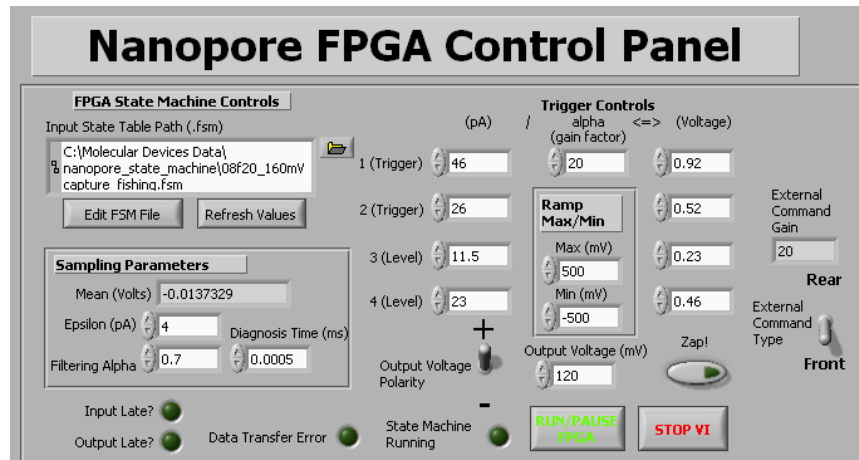 Nanopore FPGA Control Panel
FPGA State Machine Controls
Input State Table Path (.fsm)
C:\Molecular Devices Data\
nanopore_state_machine\08f20_160mV
capture fishing.fsm
Edit FSM File
Refresh Values
Sampling Parameters
Mean (Volts) -0.0137329
Epsilon (pA) 4
Diagnosis Time (ms)
Filtering Alpha 0.7 0.0005
Input Late?
Output Late?
Data Transfer Error
Trigger Controls
(pA) / alpha <=> (Voltage)
(gain factor)
1 (Trigger) 46 20 0.92
2 (Trigger) 26 0.52
3 (Level) 11.5 0.23
4 (Level) 23 0.46
Ramp
Max/Min
Max (mV)
500
Min (mV)
-500
+
Output Voltage
Polarity
-
Output Voltage (mV)
120
Zap!
External
Command
Gain
20
Rear
External
Command
Type
Front
State Machine
Running
RUN/PAUSE
FPGA
STOP VI